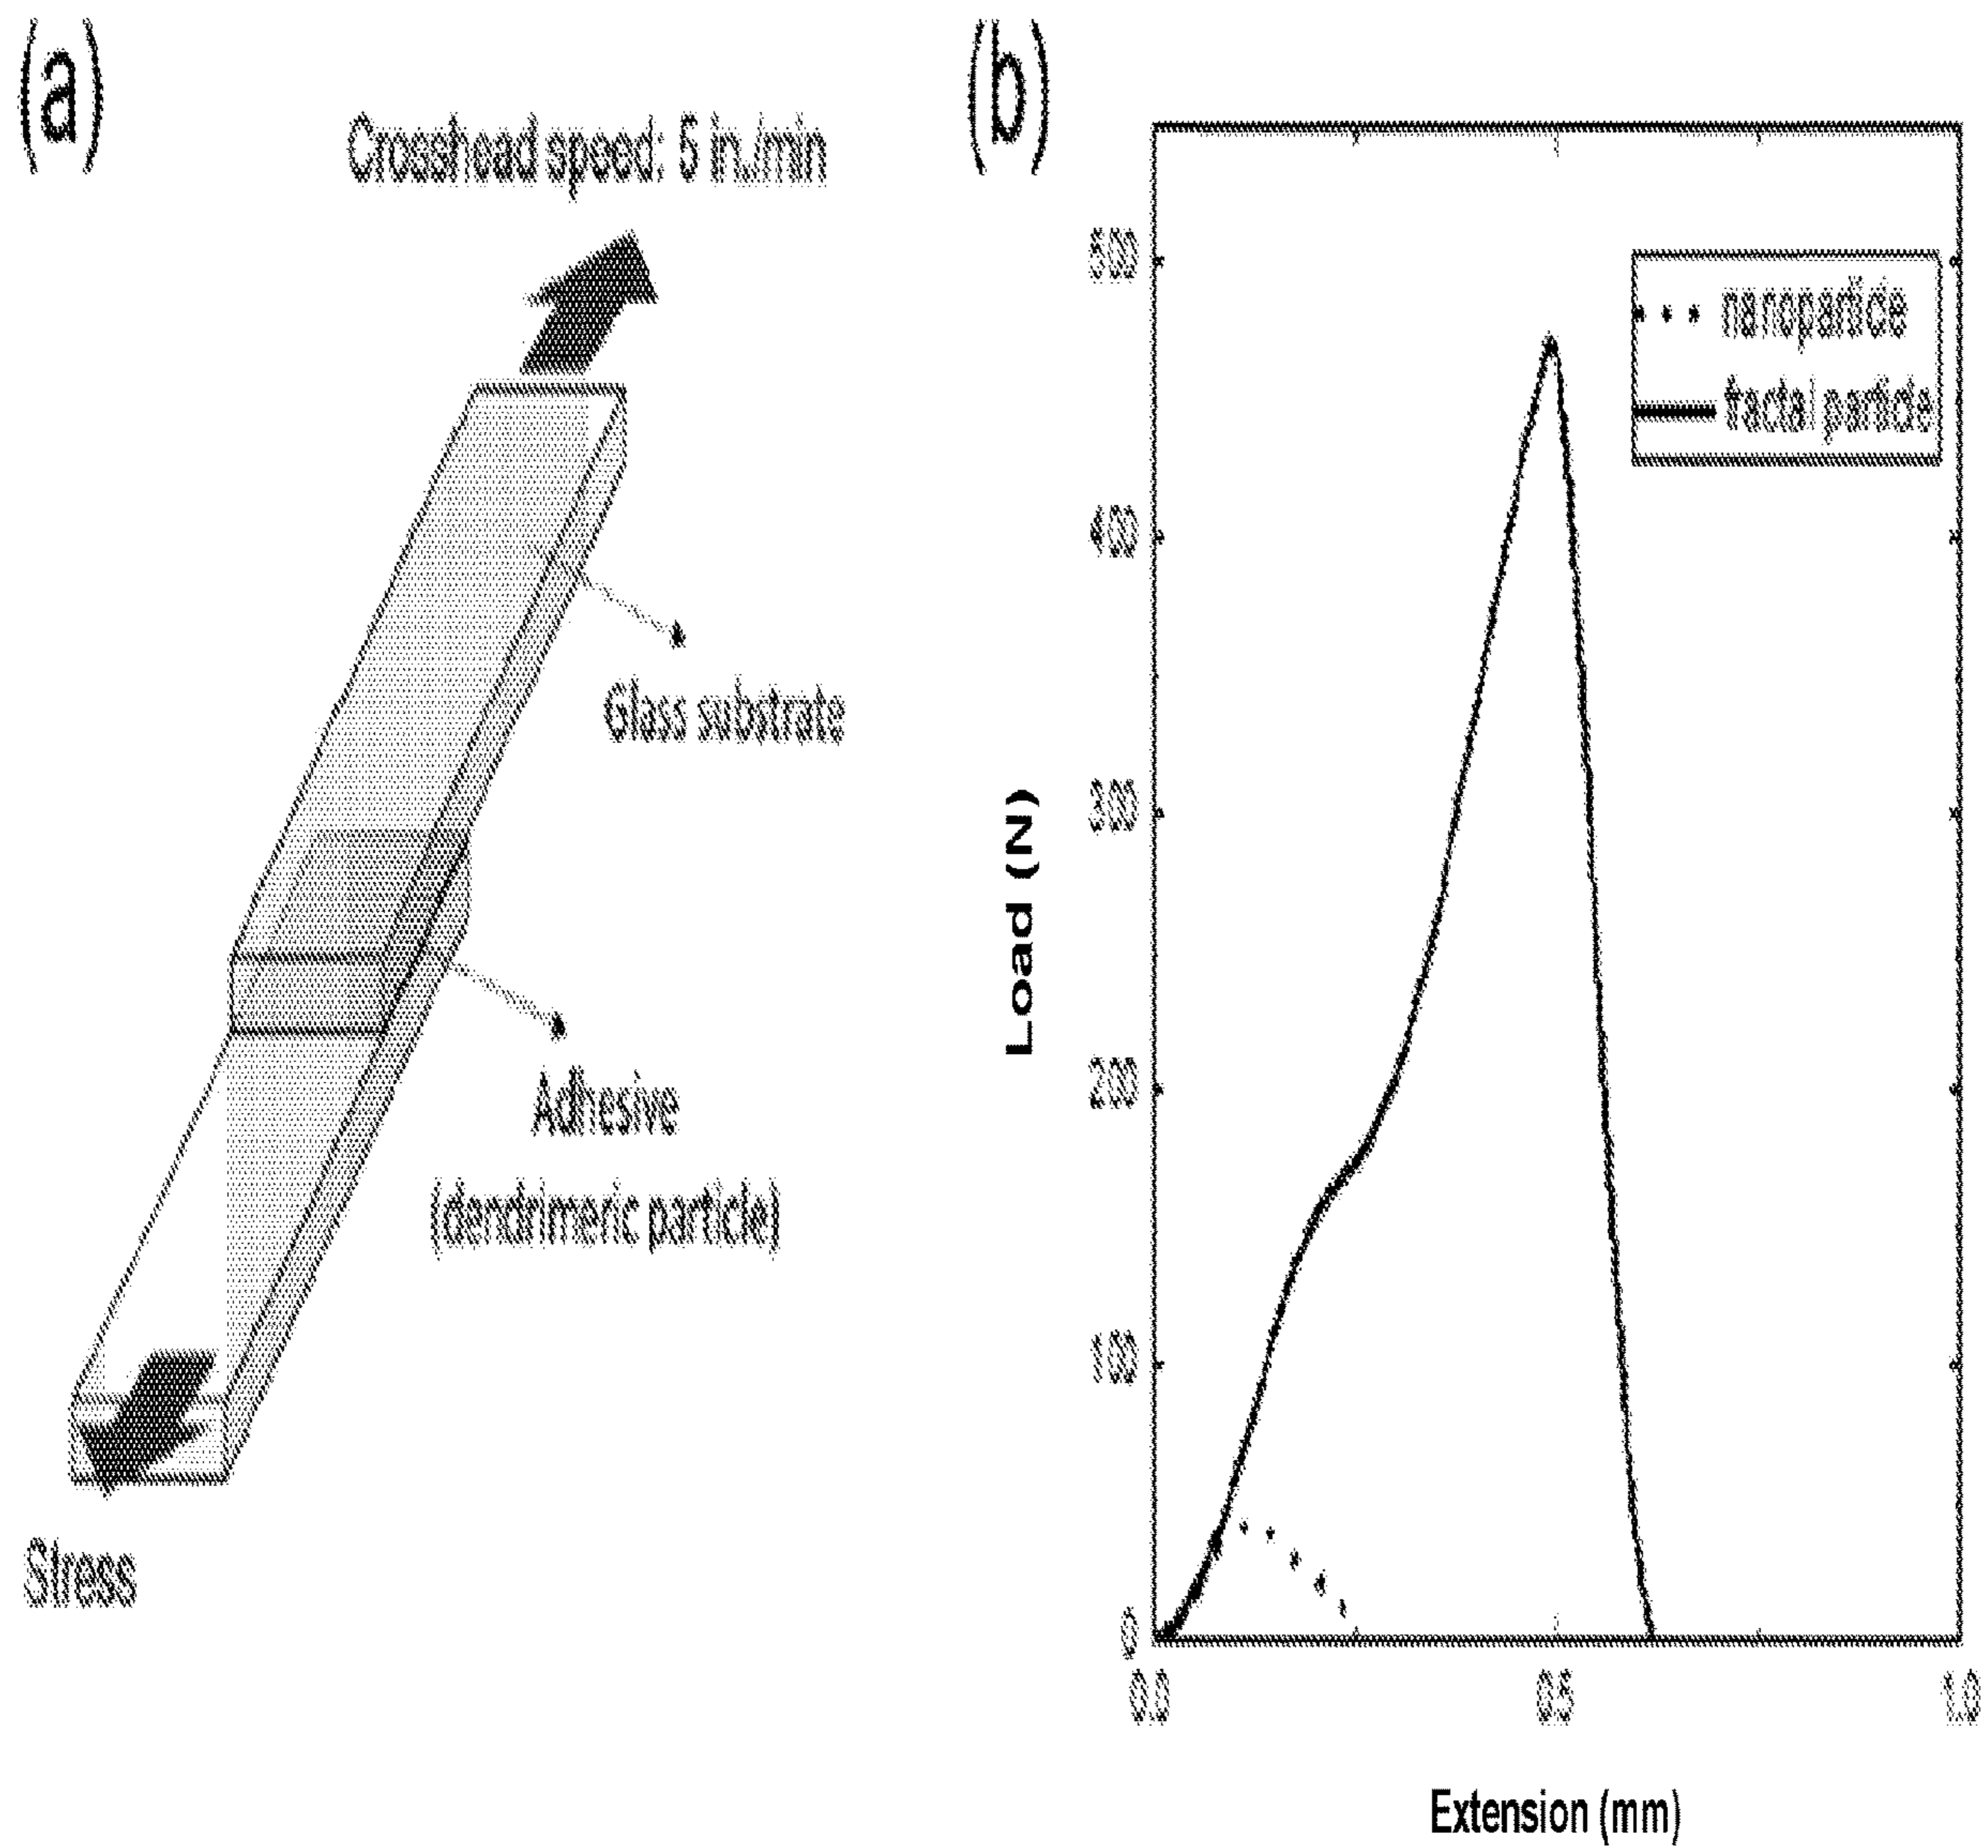 (a)
Crosshead speed: 5 in./min
Glass substrate
Adhesive
(dendrimeric particle)
Stress
(b)
500
400
300
200
100
0
Load (N)
nanoparticle
fractal particle
0.0
0.5
1.0
Extension (mm)